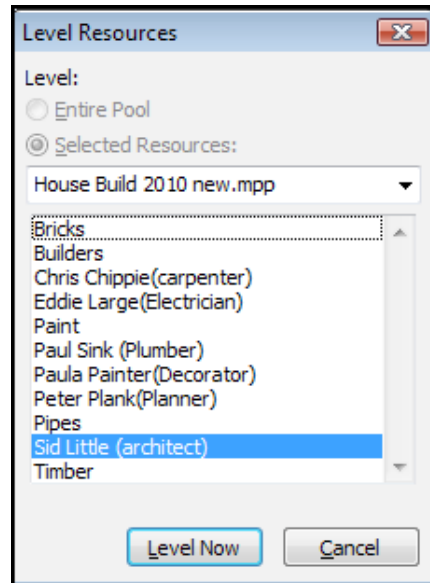 Level Resources
Level:
Entire Pool
Selected Resources:
House Build 2010 new.mpp
Bricks
Builders
Chris Chippie(carpenter)
Eddie Large(Electrician)
Paint
Paul Sink (Plumber)
Paula Painter(Decorator)
Peter Plank(Planner)
Pipes
Sid Little (architect)
Timber
Level Now Cancel